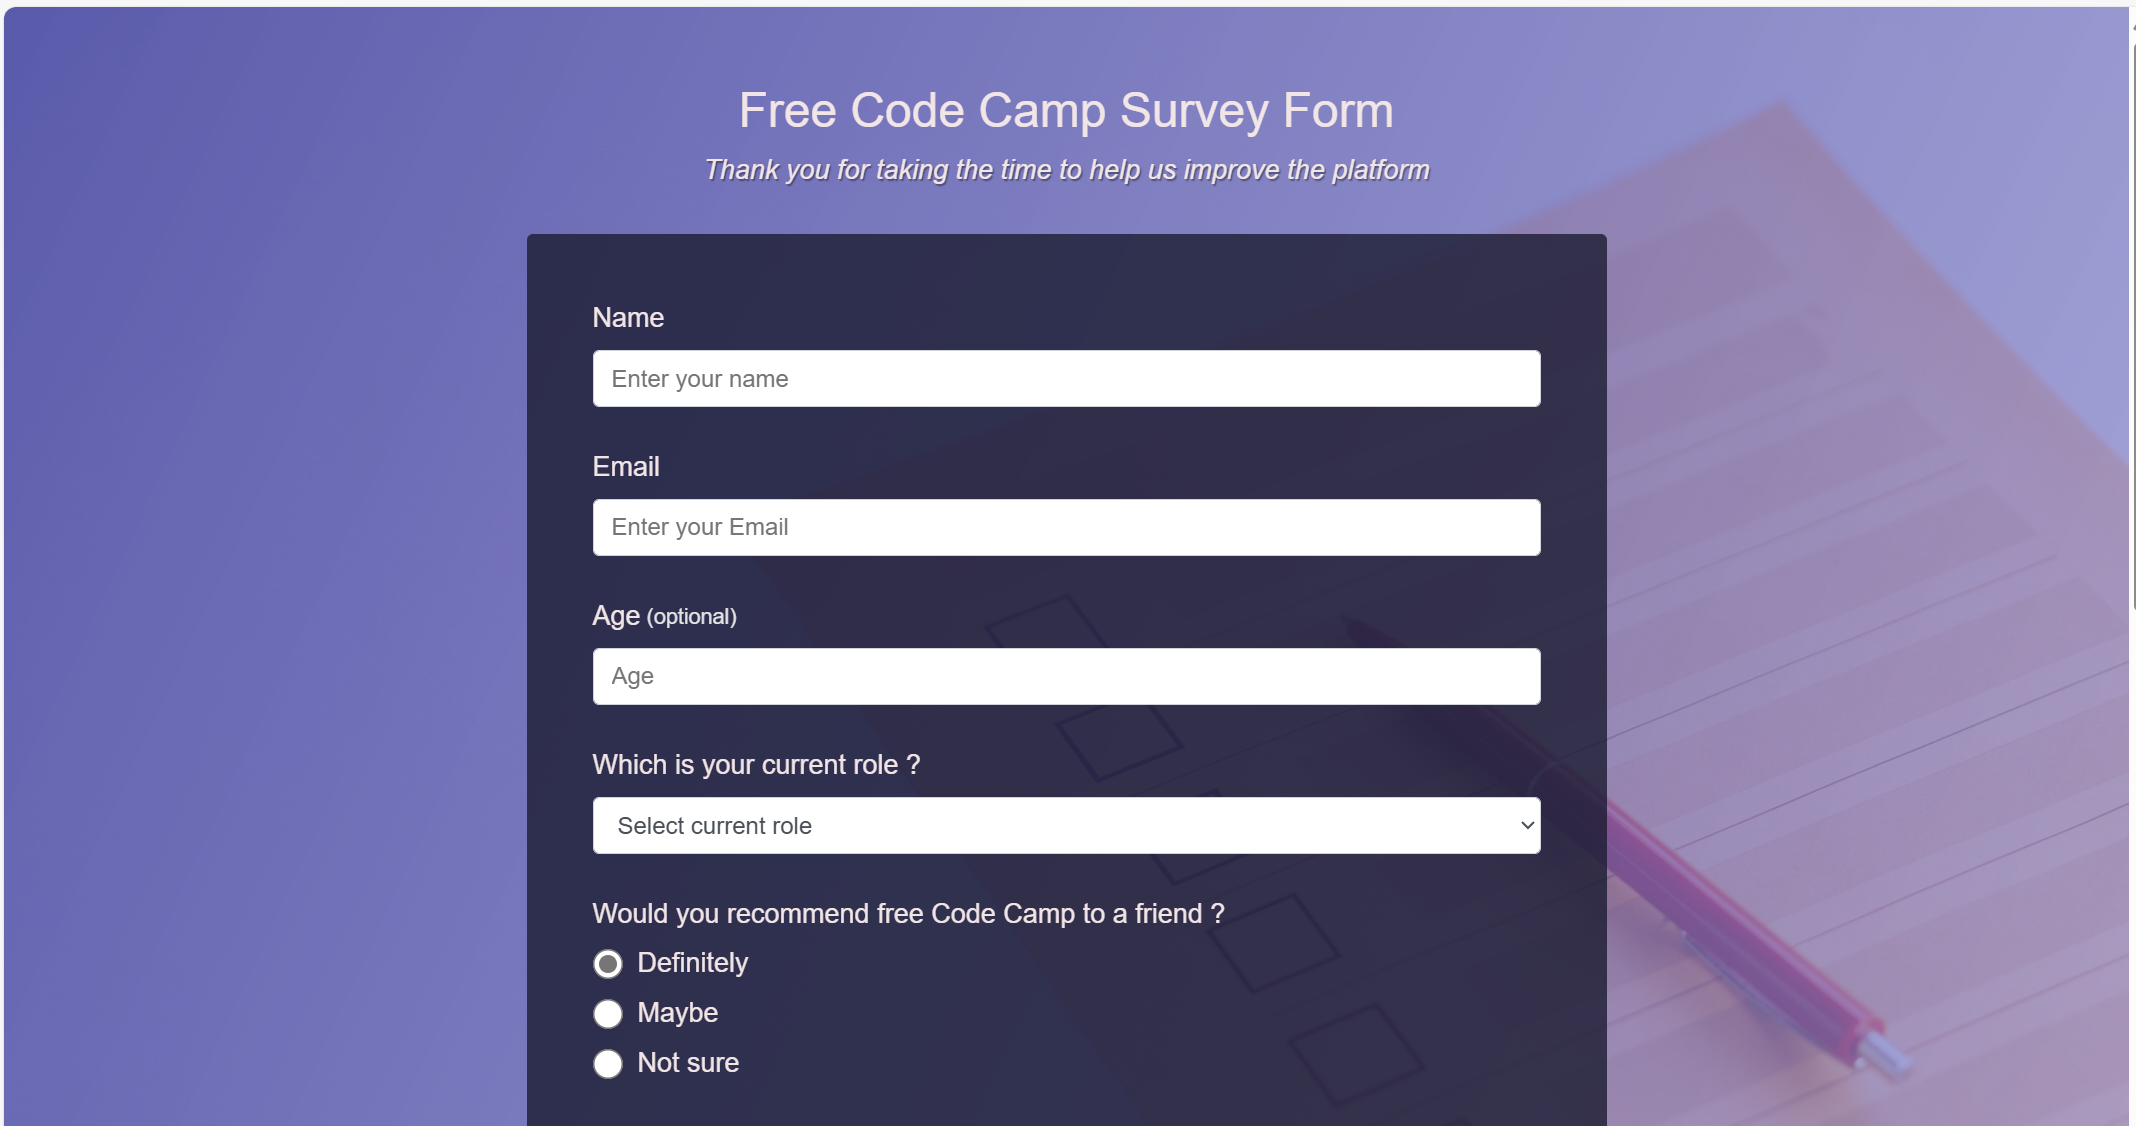 Free Code Camp Survey Form
Thank you for taking the time to help us improve the platform
Name
Enter your name
Email
Enter your Email
Age (optional)
Age
Which is your current role ?
Select current role
Would you recommend free Code Camp to a friend ?
Definitely
Maybe
Not sure